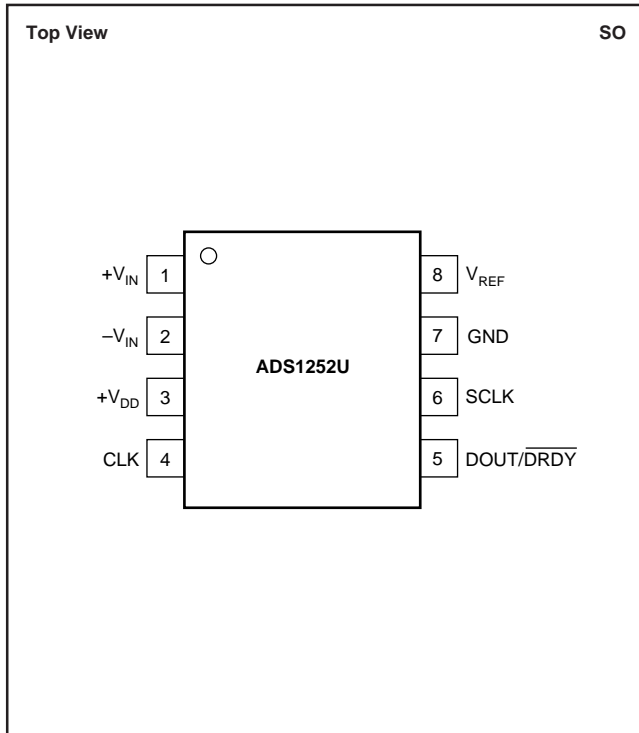 Top View SO
+V_IN 1 8 V_REF
–V_IN 2 7 GND
ADS1252U
+V_DD 3 6 SCLK
CLK 4 5 DOUT/D̅R̅D̅Y̅